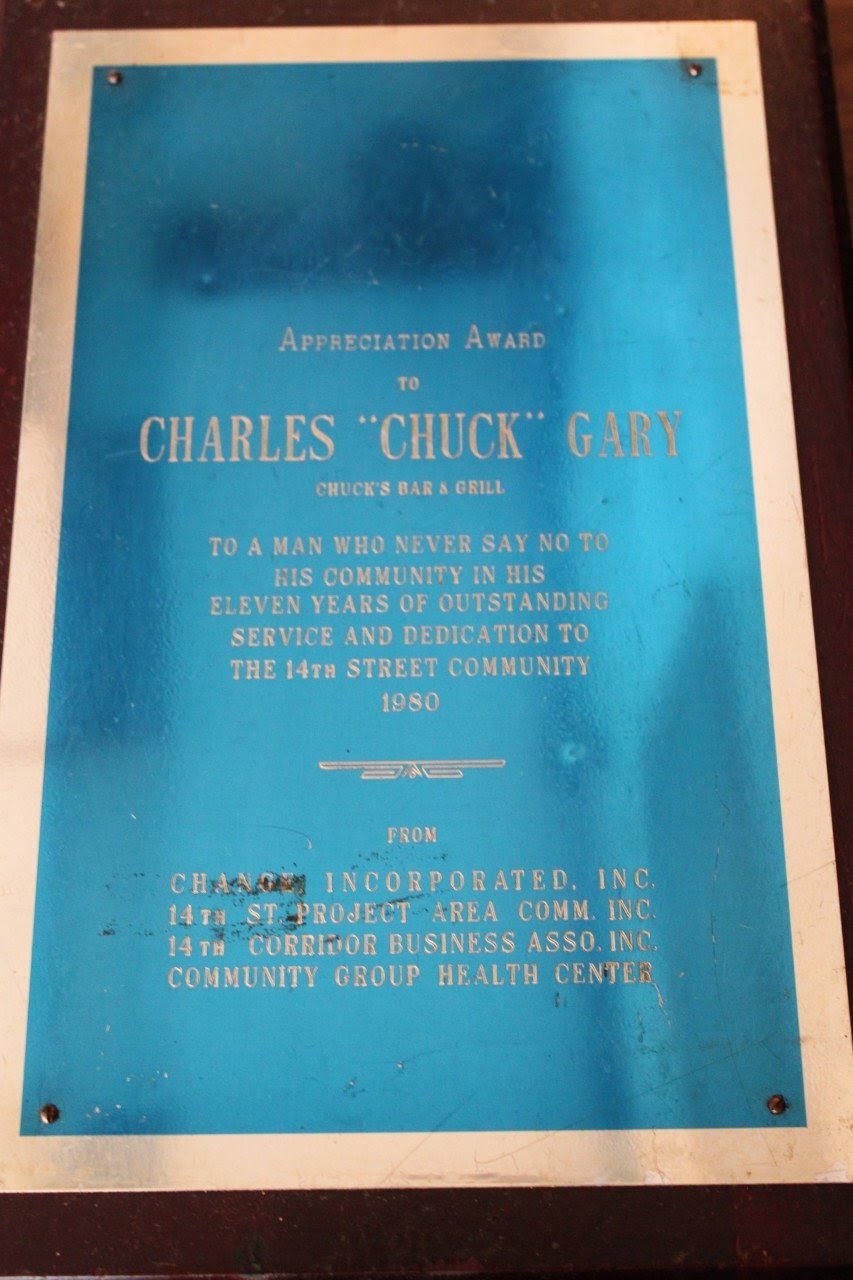 APPRECIATION AWARD
TO
CHARLES "CHUCK" GARY
CHUCK'S BAR & GRILL
TO A MAN WHO NEVER SAY NO TO
HIS COMMUNITY IN HIS
ELEVEN YEARS OF OUTSTANDING
SERVICE AND DEDICATION TO
THE 14TH STREET COMMUNITY
1980
FROM
CHANGE INCORPORATED, INC.
14TH ST. PROJECT AREA COMM. INC.
14TH CORRIDOR BUSINESS ASSO. INC.
COMMUNITY GROUP HEALTH CENTER